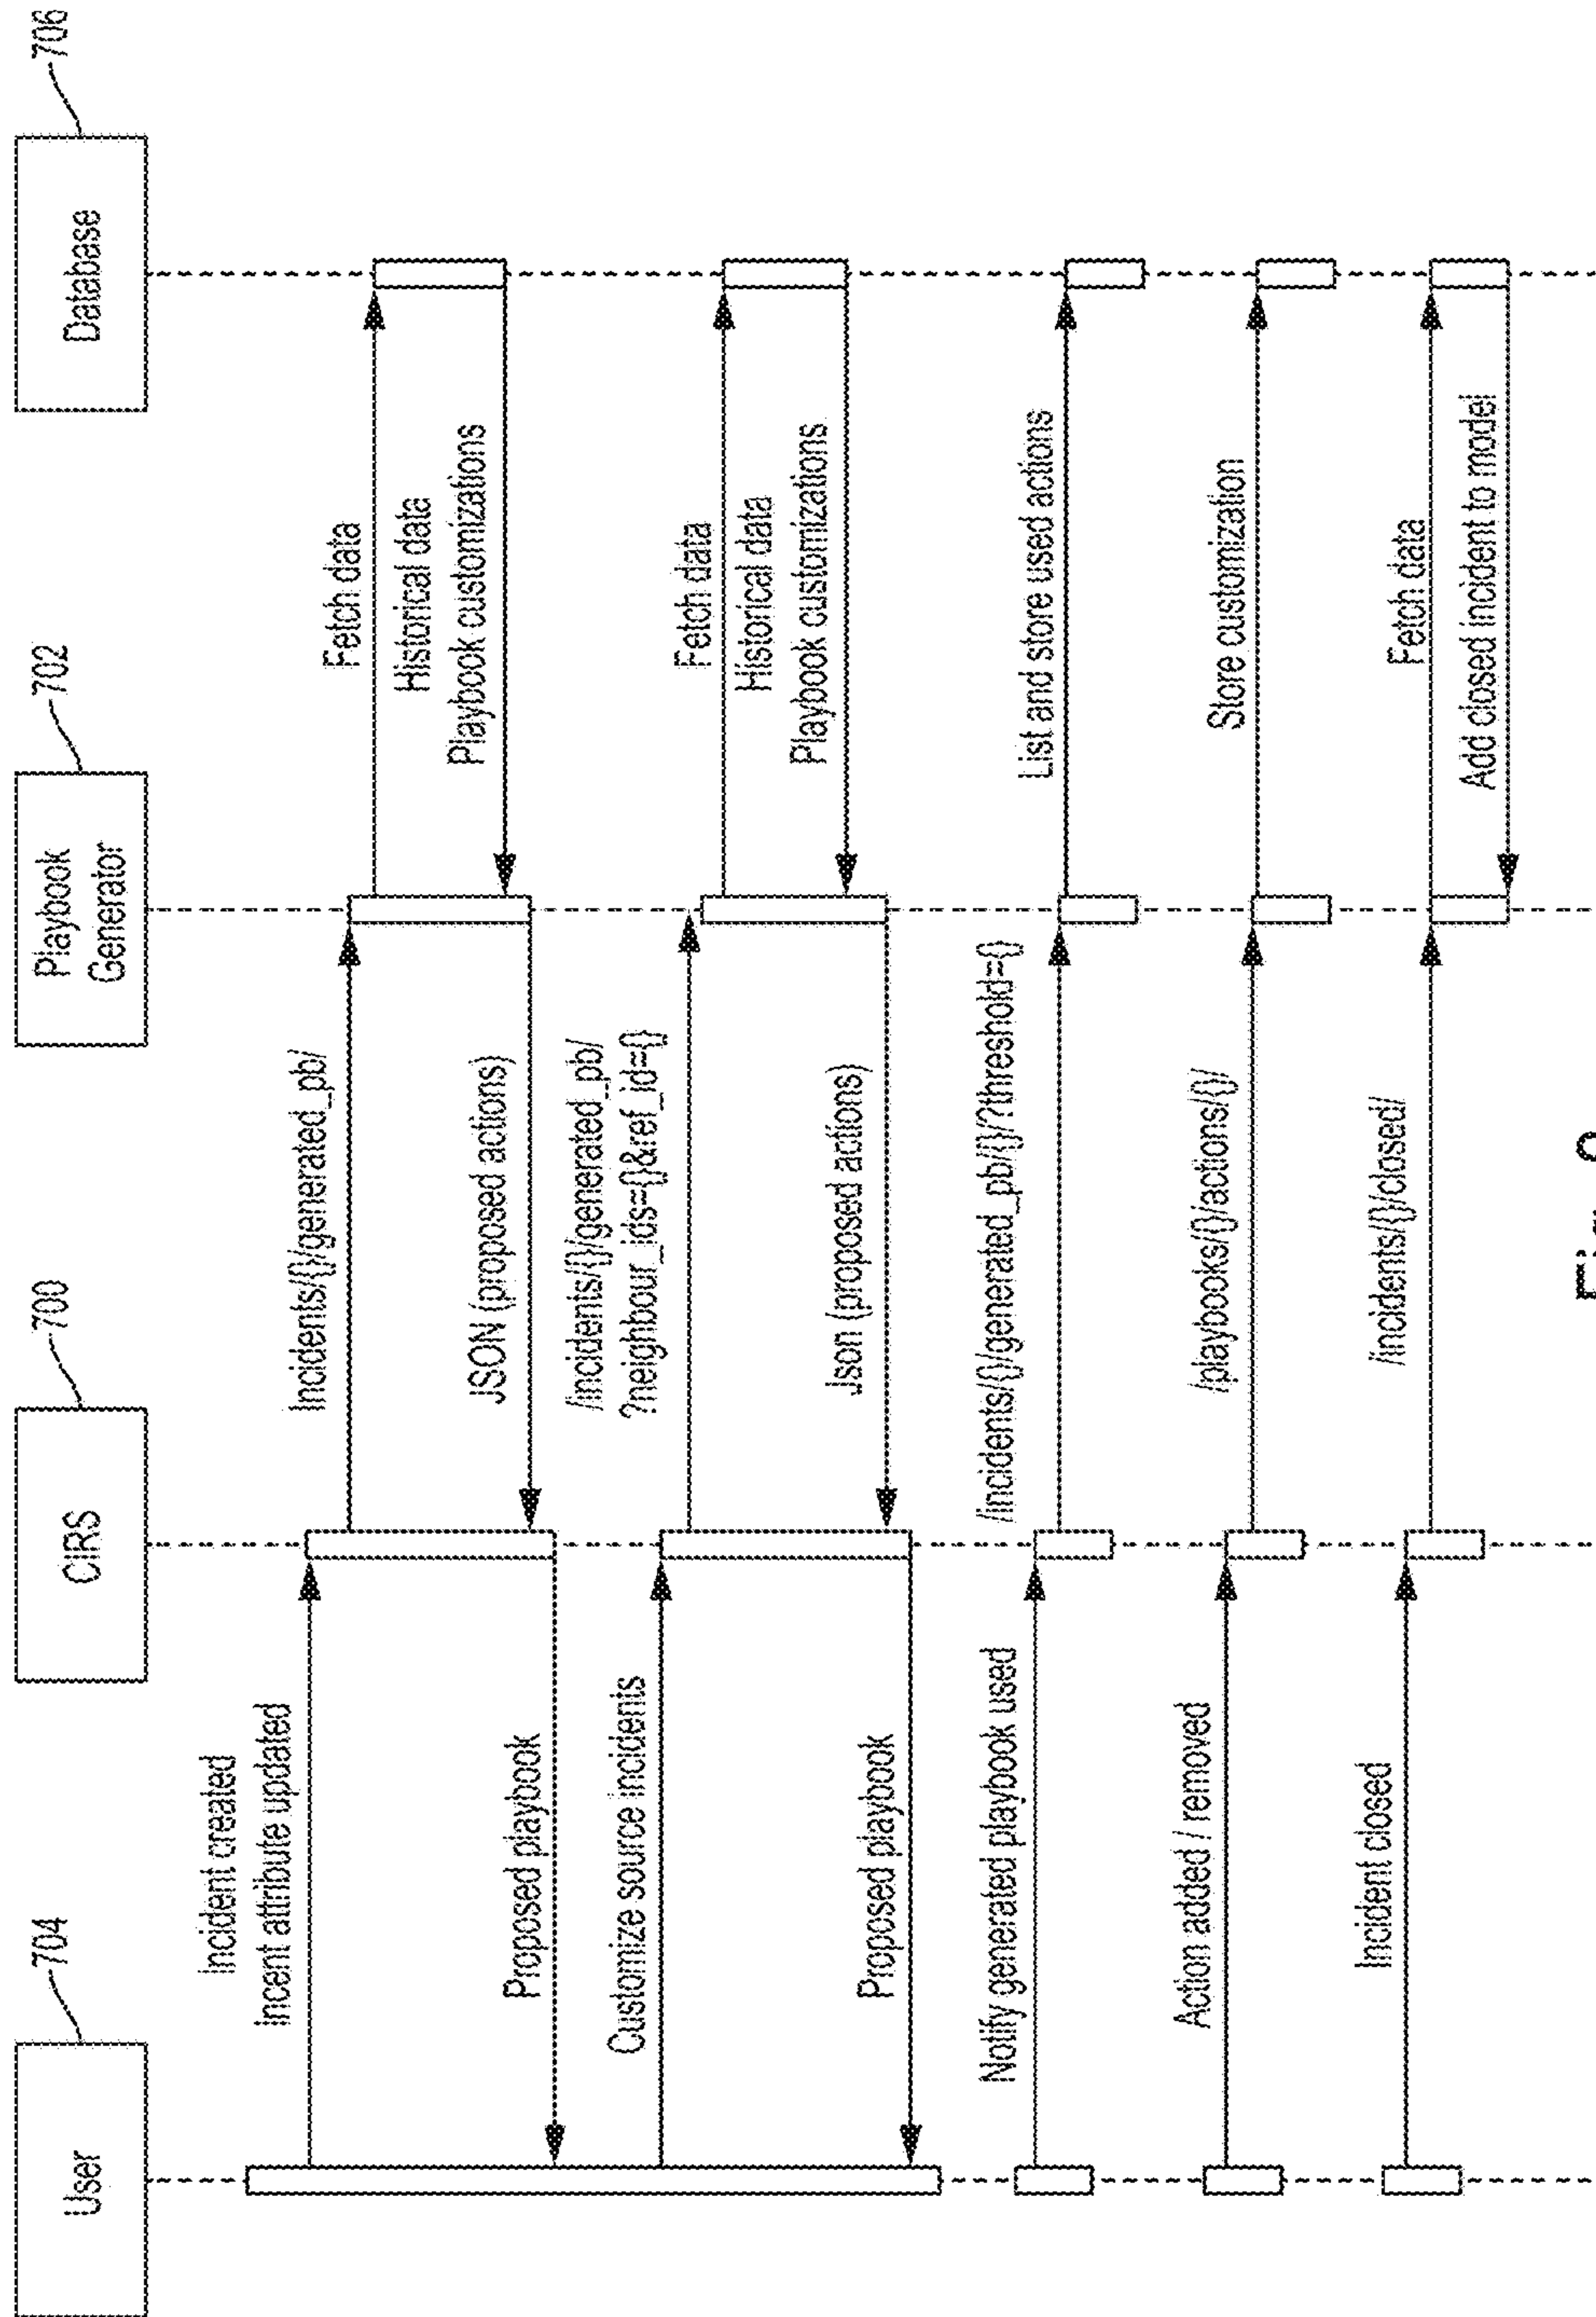 704
700
702
706
User
CIRS
Playbook
Generator
Database
Incident created
Incent attribute updated
Incidents/{}/generated_pb/
Fetch data
Historical data
Playbook customizations
JSON (proposed actions)
Proposed playbook
Customize source incidents
/incidents/{}/generated_pb/
?neighbour_ids={}&ref_id={}
Fetch data
Historical data
Playbook customizations
Json (proposed actions)
Proposed playbook
Notify generated playbook used
/incidents/{}/generated_pb/{}/?threshold={}
List and store used actions
Action added / removed
/playbooks/{}/actions/{}/
Store customization
Incident closed
/incidents/{}/closed/
Fetch data
Add closed incident to model
Fig.